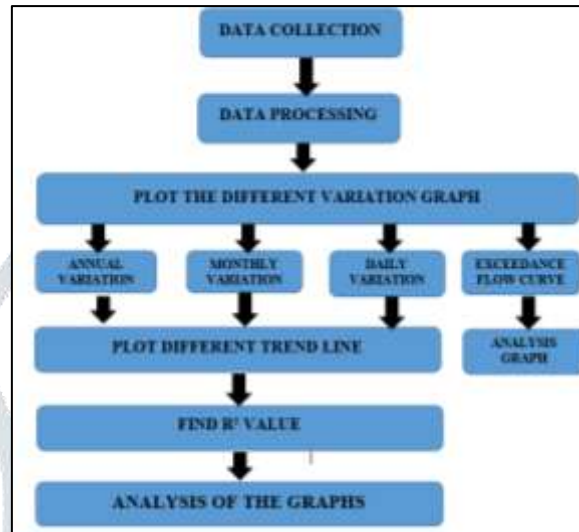 DATA COLLECTION
DATA PROCESSING
PLOT THE DIFFERENT VARIATION GRAPH
ANNUAL
VARIATION
MONTHLY
VARIATION
DAILY
VARIATION
EXCEEDANCE
FLOW CURVE
PLOT DIFFERENT TREND LINE
ANALYSIS
GRAPH
FIND R² VALUE
ANALYSIS OF THE GRAPHS